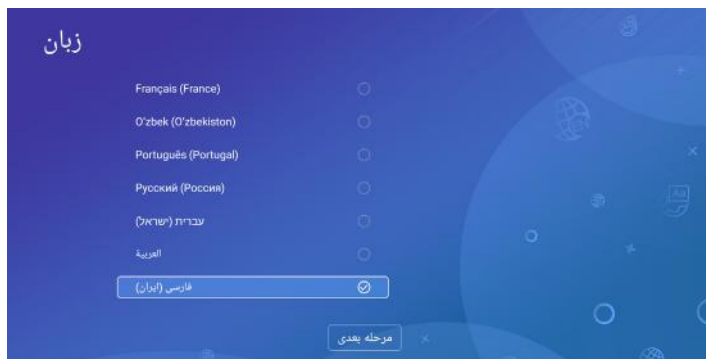 زبان
Français (France)
O'zbek (O'zbekiston)
Português (Portugal)
Русский (Россия)
עברית (ישראל)
العربية
فارسی (ایران)
مرحله بعدی